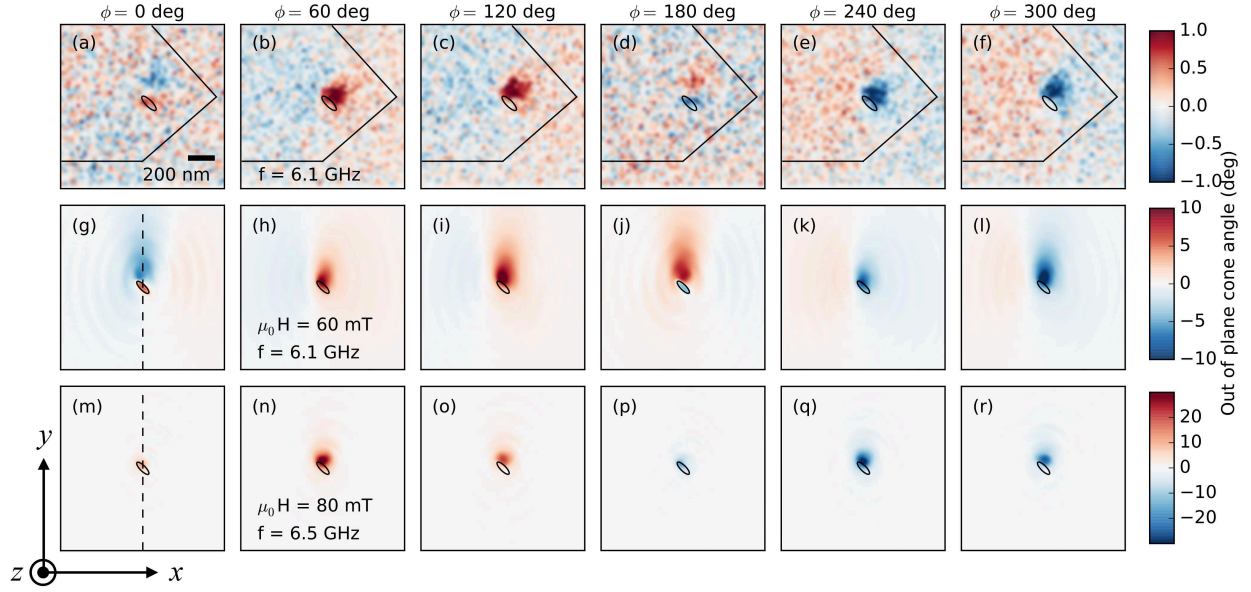 ϕ = 0 deg ϕ = 60 deg ϕ = 120 deg ϕ = 180 deg ϕ = 240 deg ϕ = 300 deg
(a) (b) (c) (d) (e) (f)
200 nm
f = 6.1 GHz
1.0
0.5
0.0
−0.5
−1.0
(g) (h) (i) (j) (k) (l)
μ₀H = 60 mT
f = 6.1 GHz
10
5
0
−5
−10
Out of plane cone angle (deg)
(m) (n) (o) (p) (q) (r)
μ₀H = 80 mT
f = 6.5 GHz
20
10
0
−10
−20
y
z
x